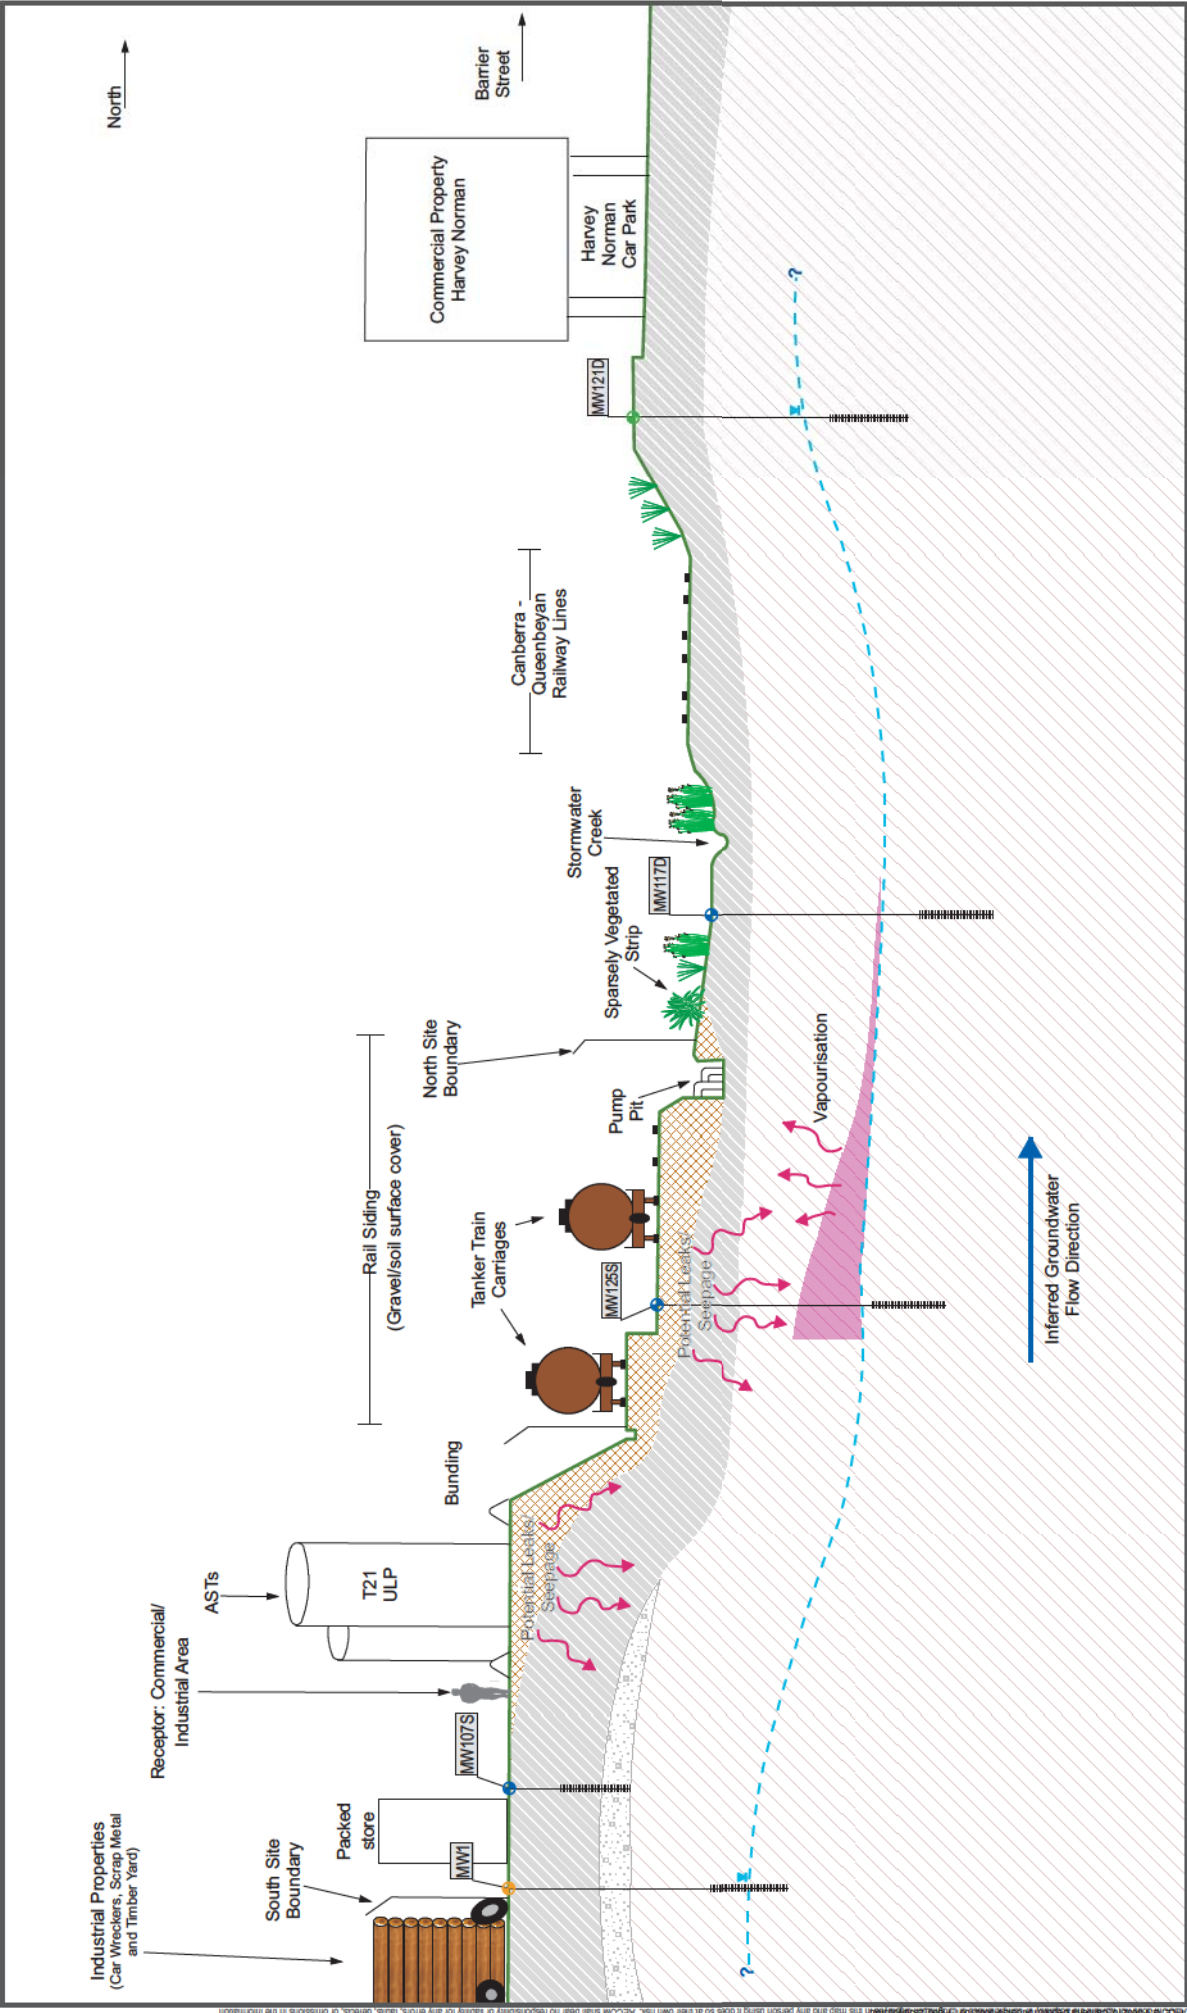 Industrial Properties
(Car Wreckers, Scrap Metal
and Timber Yard)
South Site
Boundary
Packed
store
MW1
MW107S
Receptor: Commercial/
Industrial Area
ASTs
T21
ULP
Potential Leaks/
Seepage
Bunding
Rail Siding
(Gravel/soil surface cover)
Tanker Train
Carriages
MW125S
Potential Leaks/
Seepage
Pump
Pit
North Site
Boundary
Sparsely Vegetated
Strip
MW117D
Stormwater
Creek
Canberra -
Queenbeyan
Railway Lines
MW121D
Harvey
Norman
Car Park
Commercial Property
Harvey Norman
Barrier
Street
North
Vapourisation
Inferred Groundwater
Flow Direction
?
?